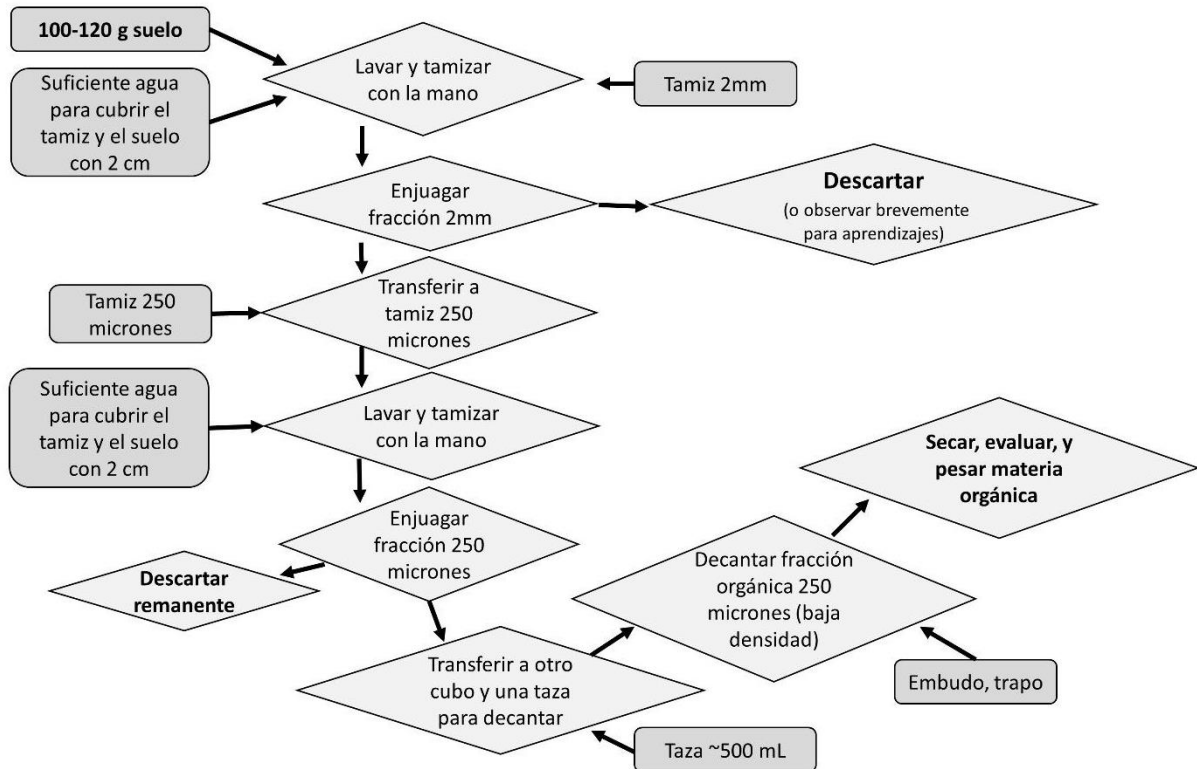 100-120 g suelo
Suficiente agua
para cubrir el
tamiz y el suelo
con 2 cm
Lavar y tamizar
con la mano
Tamiz 2mm
Enjuagar
fracción 2mm
Descartar
(o observar brevemente
para aprendizajes)
Tamiz 250
micrones
Transferir a
tamiz 250
micrones
Suficiente agua
para cubrir el
tamiz y el suelo
con 2 cm
Lavar y tamizar
con la mano
Enjuagar
fracción 250
micrones
Descartar
remanente
Transferir a otro
cubo y una taza
para decantar
Taza ~500 mL
Decantar fracción
orgánica 250
micrones (baja
densidad)
Embudo, trapo
Secar, evaluar, y
pesar materia
orgánica